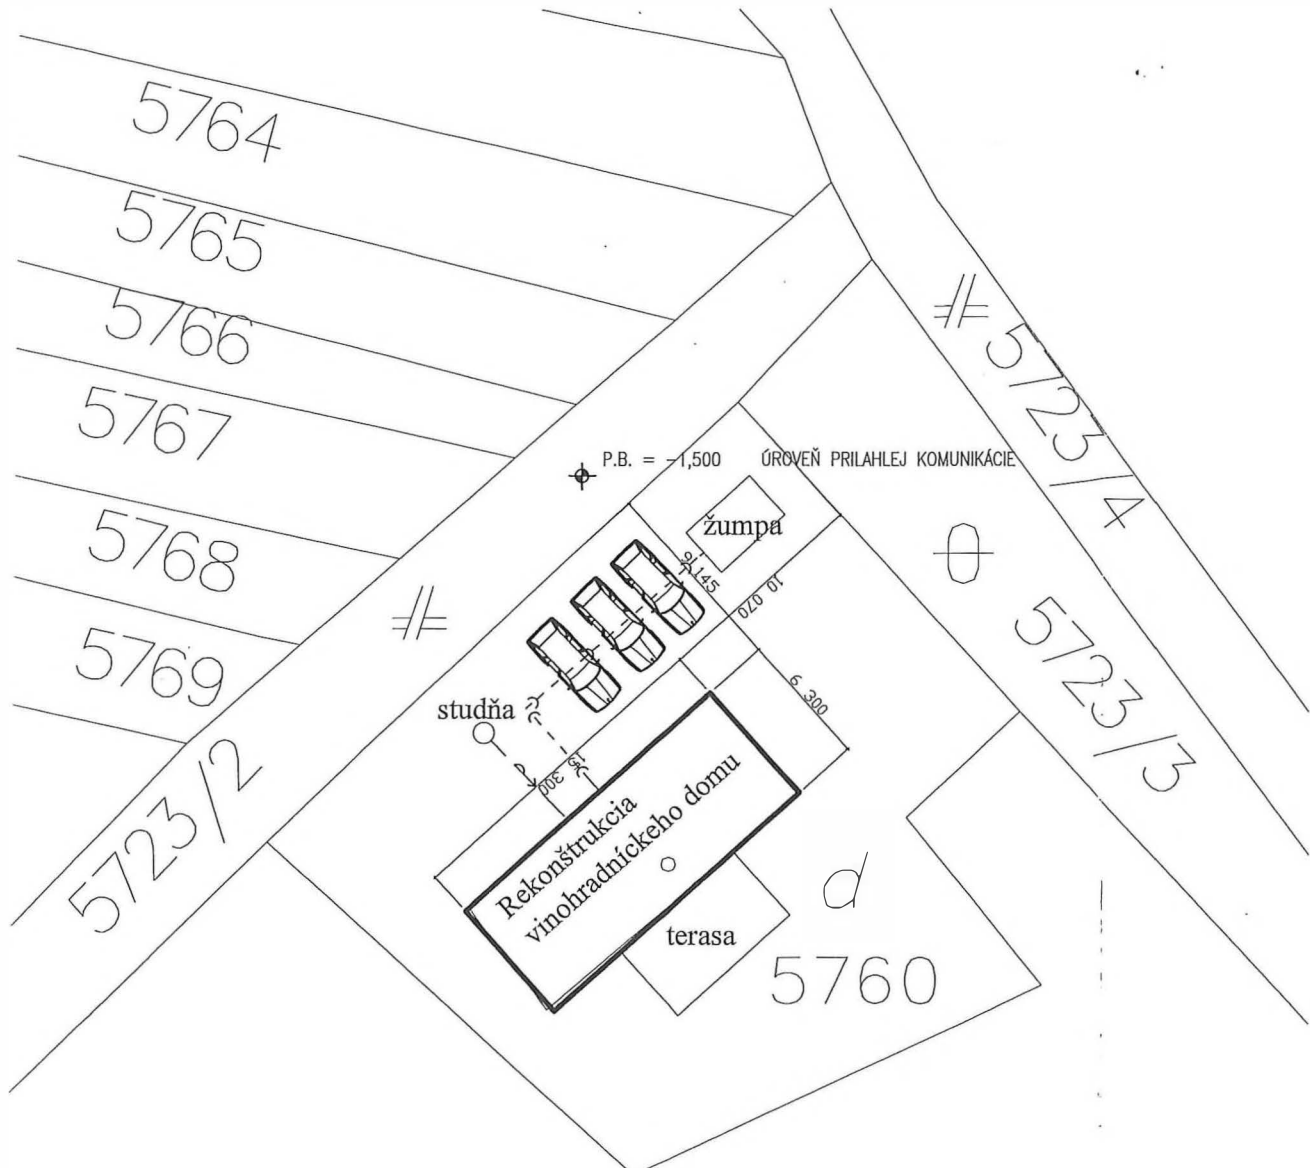 5764
5765
5766
5767
5768
5769
5723/2
5723/4
5723/3
P.B. = -1,500
ÚROVEŇ PRILAHLEJ KOMUNIKÁCIE
žumpa
10 070
6 300
studňa
15 300
Rekonštrukcia
vinohradníckeho domu
terasa
d
5760